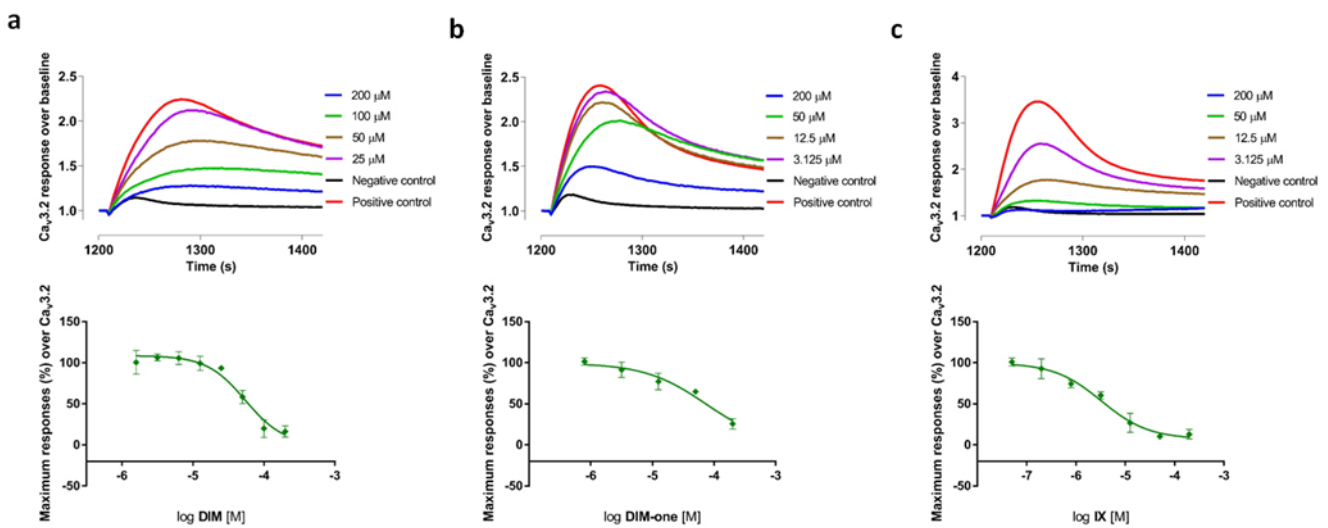 a
b
c
Ca_v3.2 response over baseline
2.5
2.0
1.5
1.0
1200
1300
1400
Time (s)
200 µM
100 µM
50 µM
25 µM
Negative control
Positive control
Ca_v3.2 response over baseline
2.5
2.0
1.5
1.0
1200
1300
1400
Time (s)
200 µM
50 µM
12.5 µM
3.125 µM
Negative control
Positive control
Ca_v3.2 response over baseline
4
3
2
1
1200
1300
1400
Time (s)
200 µM
50 µM
12.5 µM
3.125 µM
Negative control
Positive control
Maximum responses (%) over Ca_v3.2
150
100
50
0
-50
-6
-5
-4
-3
log DIM [M]
Maximum responses (%) over Ca_v3.2
150
100
50
0
-50
-6
-5
-4
-3
log DIM-one [M]
Maximum responses (%) over Ca_v3.2
150
100
50
0
-50
-7
-6
-5
-4
-3
log IX [M]